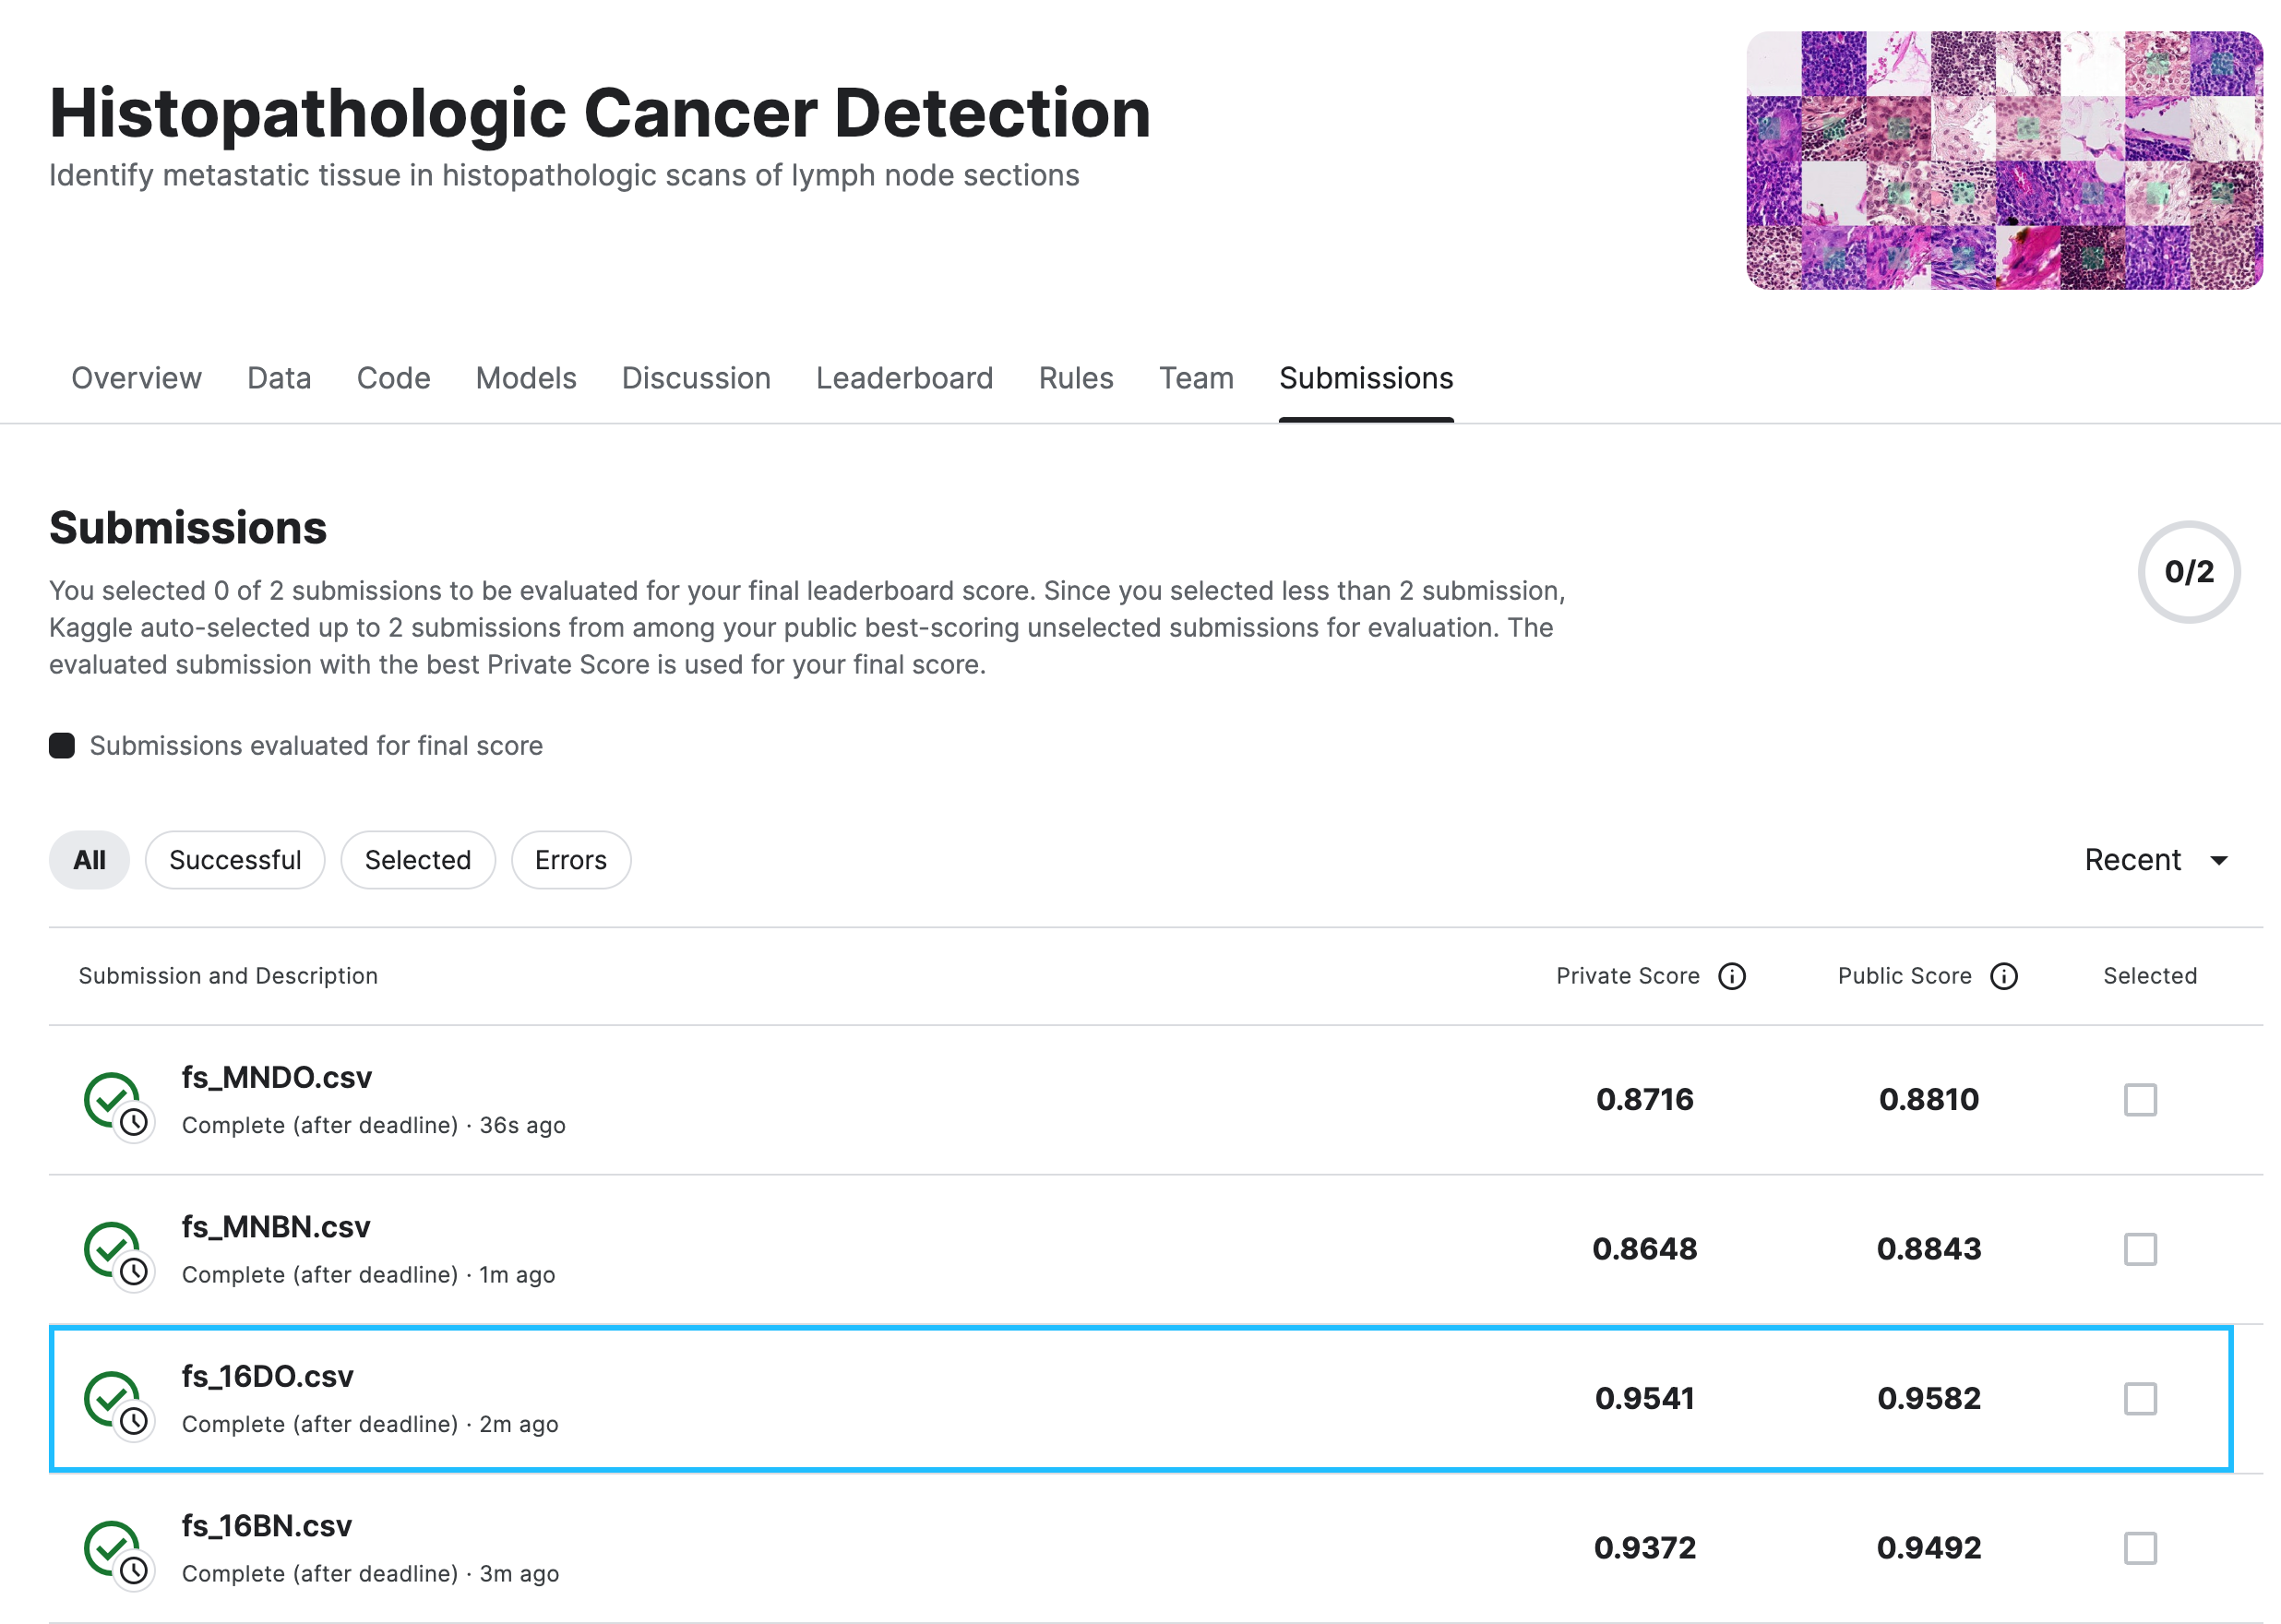 Histopathologic Cancer Detection
Identify metastatic tissue in histopathologic scans of lymph node sections
Overview Data Code Models Discussion Leaderboard Rules Team Submissions
Submissions
0/2
You selected 0 of 2 submissions to be evaluated for your final leaderboard score. Since you selected less than 2 submission,
Kaggle auto-selected up to 2 submissions from among your public best-scoring unselected submissions for evaluation. The
evaluated submission with the best Private Score is used for your final score.
Submissions evaluated for final score
All Successful Selected Errors Recent
Submission and Description Private Score Public Score Selected
fs_MNDO.csv
Complete (after deadline) · 36s ago
0.8716 0.8810
fs_MNBN.csv
Complete (after deadline) · 1m ago
0.8648 0.8843
fs_16DO.csv
Complete (after deadline) · 2m ago
0.9541 0.9582
fs_16BN.csv
Complete (after deadline) · 3m ago
0.9372 0.9492